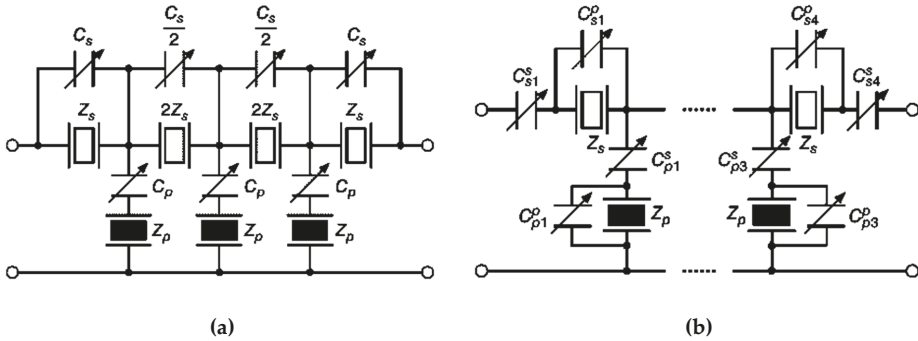 C_s C_s/2 C_s/2 C_s
Z_s 2Z_s 2Z_s Z_s
C_p C_p C_p
Z_p Z_p Z_p
(a)
C^p_{s1} C^p_{s4}
C^s_{s1} C^s_{s4}
Z_s Z_s
C^s_{p1} C^s_{p3}
C^p_{p1} Z_p Z_p C^p_{p3}
(b)